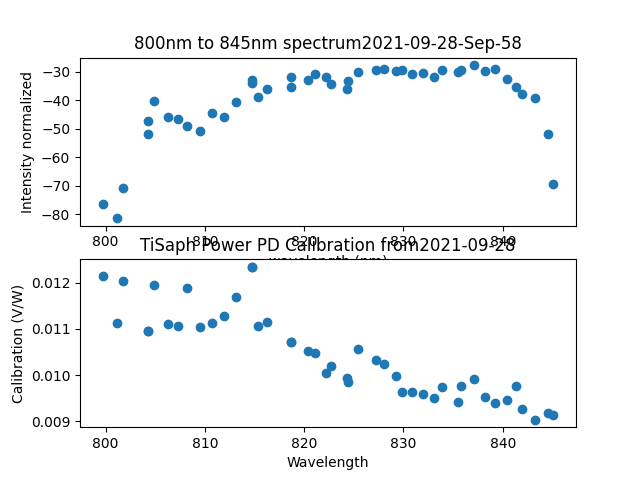 800nm to 845nm spectrum2021-09-28-Sep-58
Intensity normalized
−30
−40
−50
−60
−70
−80
800 810 820 830 840
wavelength (nm)
TiSaph Power PD Calibration from2021-09-28
Calibration (V/W)
0.012
0.011
0.010
0.009
800 810 820 830 840
Wavelength